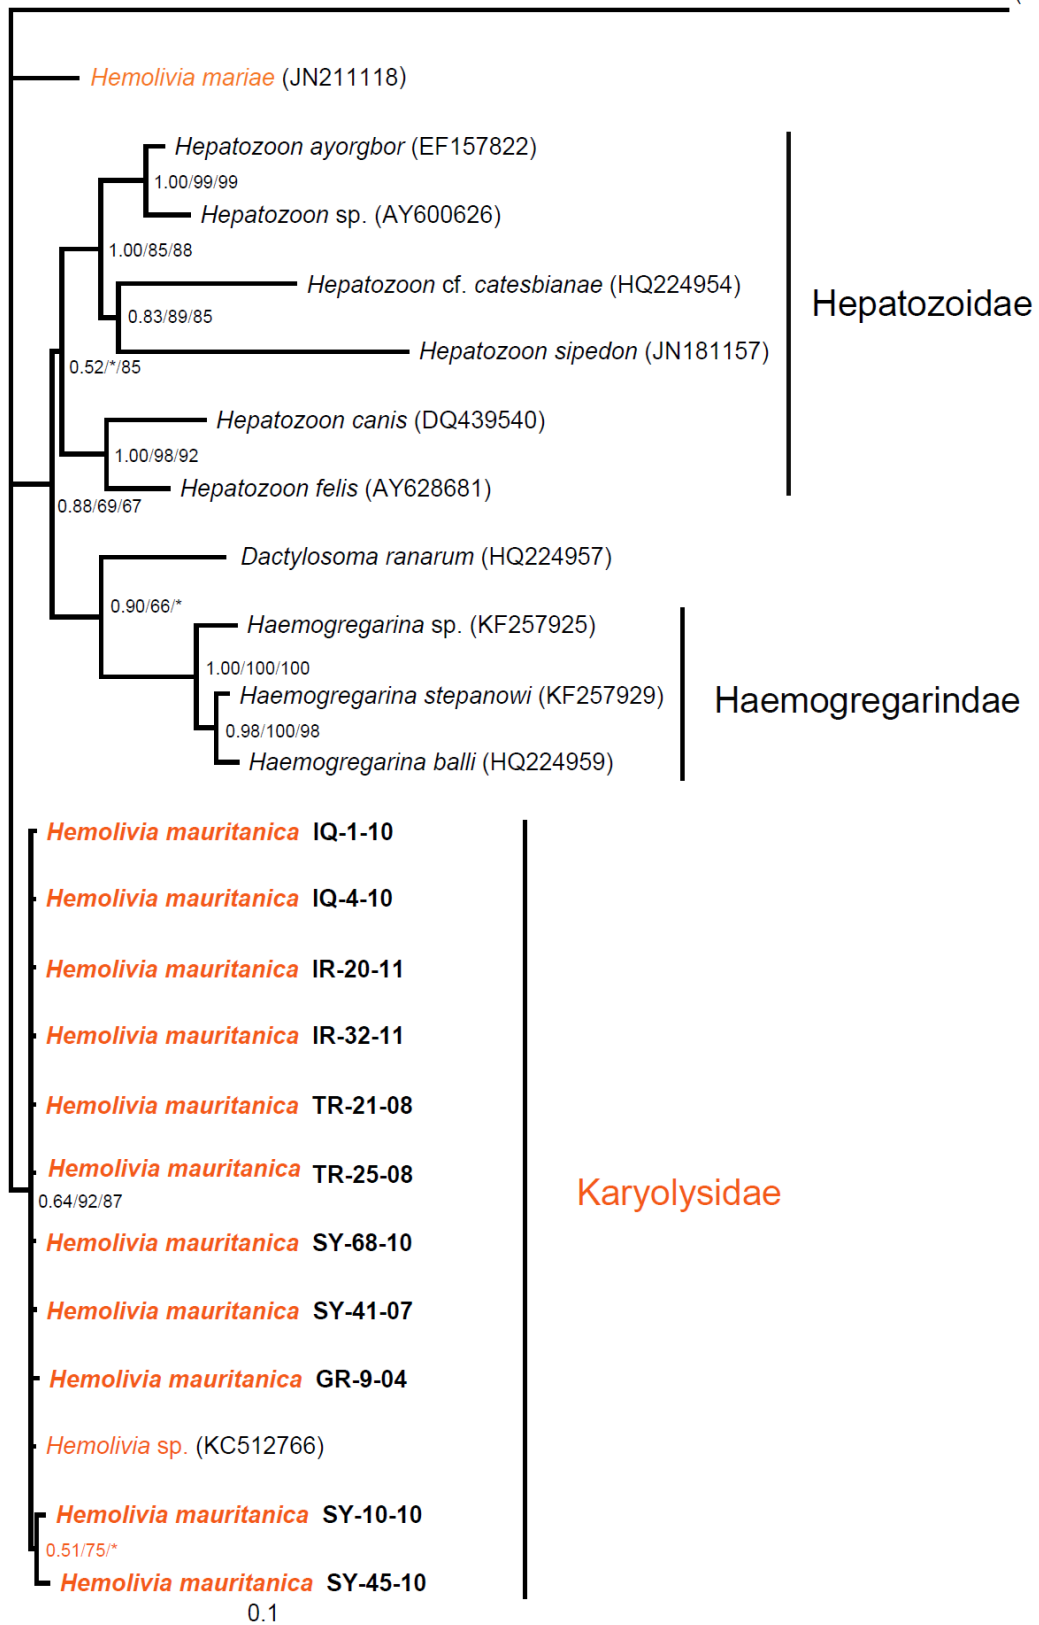 Hemolivia mariae (JN211118)
Hepatozoon ayorgbor (EF157822)
1.00/99/99
Hepatozoon sp. (AY600626)
1.00/85/88
Hepatozoon cf. catesbianae (HQ224954)
Hepatozoidae
0.83/89/85
Hepatozoon sipedon (JN181157)
0.52/*/85
Hepatozoon canis (DQ439540)
1.00/98/92
Hepatozoon felis (AY628681)
0.88/69/67
Dactylosoma ranarum (HQ224957)
0.90/66/*
Haemogregarina sp. (KF257925)
1.00/100/100
Haemogregarina stepanowi (KF257929)
Haemogregarindae
0.98/100/98
Haemogregarina balli (HQ224959)
Hemolivia mauritanica IQ-1-10
Hemolivia mauritanica IQ-4-10
Hemolivia mauritanica IR-20-11
Hemolivia mauritanica IR-32-11
Hemolivia mauritanica TR-21-08
Hemolivia mauritanica TR-25-08
Karyolysidae
0.64/92/87
Hemolivia mauritanica SY-68-10
Hemolivia mauritanica SY-41-07
Hemolivia mauritanica GR-9-04
Hemolivia sp. (KC512766)
Hemolivia mauritanica SY-10-10
0.51/75/*
Hemolivia mauritanica SY-45-10
0.1